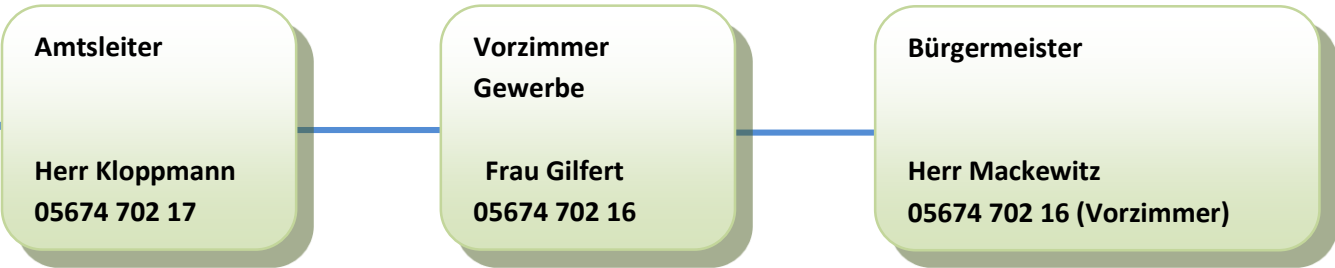 Amtsleiter
Herr Kloppmann
05674 702 17
Vorzimmer
Gewerbe
Frau Gilfert
05674 702 16
Bürgermeister
Herr Mackewitz
05674 702 16 (Vorzimmer)